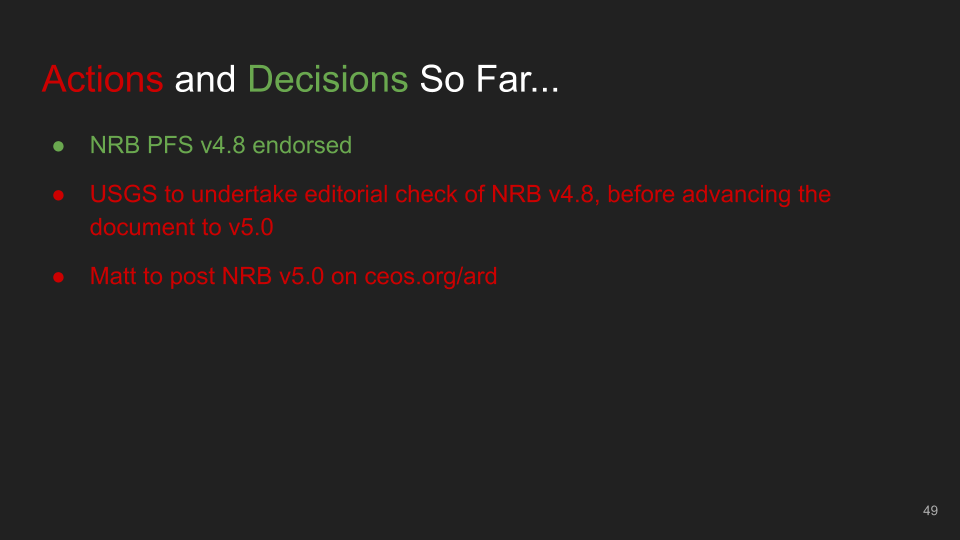 Actions and Decisions So Far...
● NRB PFS v4.8 endorsed
● USGS to undertake editorial check of NRB v4.8, before advancing the
document to v5.0
● Matt to post NRB v5.0 on ceos.org/ard
49